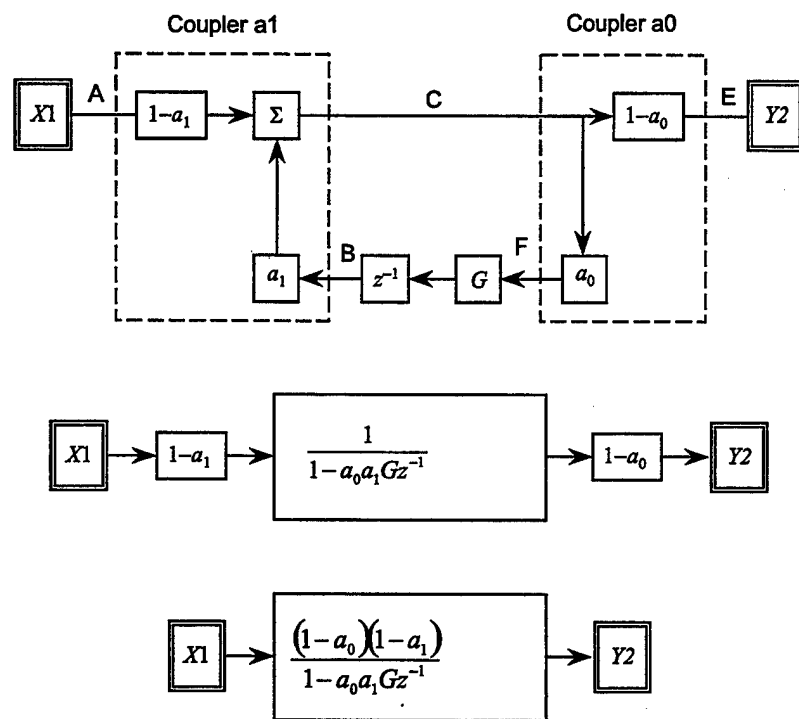 Coupler a1
Coupler a0
A
C
E
X1
1−a₁
Σ
1−a₀
Y2
B
F
a₁
z⁻¹
G
a₀
X1
1−a₁
1
1−a₀a₁Gz⁻¹
1−a₀
Y2
X1
(1−a₀)(1−a₁)
1−a₀a₁Gz⁻¹
Y2